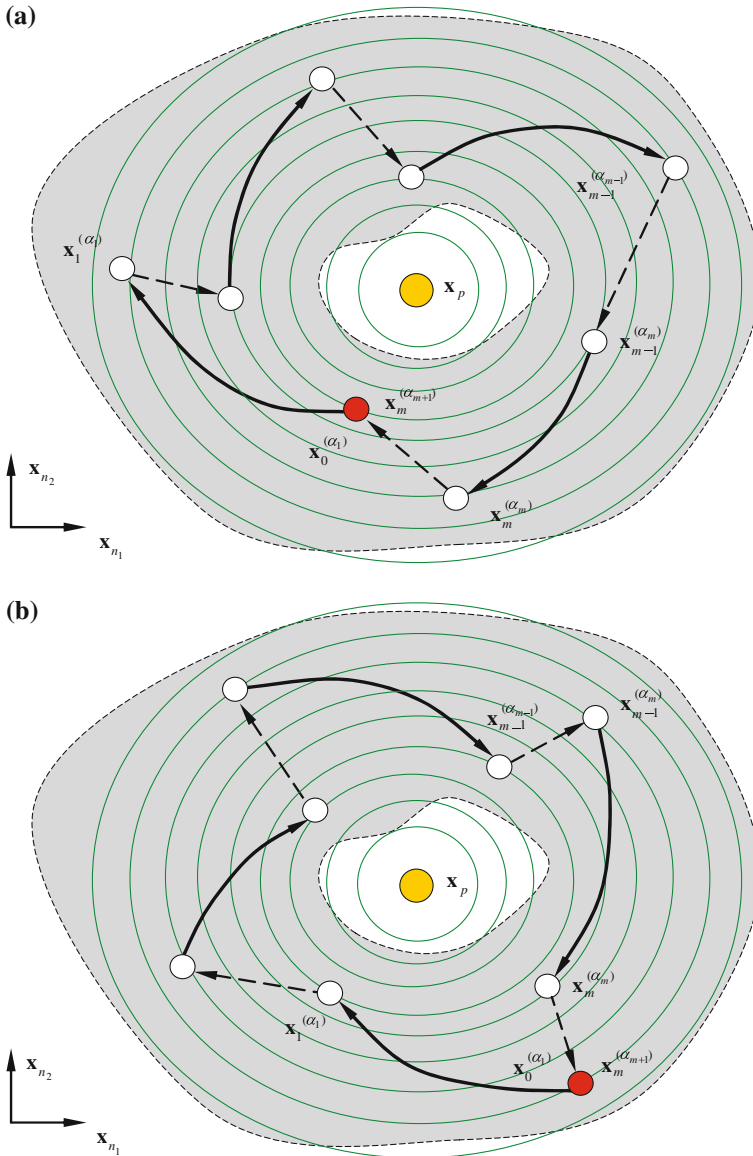 (a)
x_{m-1}^{(α_{m-1})}
x_1^{(α_1)}
x_p
x_{m-1}^{(α_m)}
x_m^{(α_{m+1})}
x_0^{(α_1)}
x_{n_2}
x_m^{(α_m)}
x_{n_1}
(b)
x_{m-1}^{(α_{m-1})}
x_{m-1}^{(α_m)}
x_p
x_m^{(α_m)}
x_1^{(α_1)}
x_0^{(α_1)}
x_m^{(α_{m+1})}
x_{n_2}
x_{n_1}